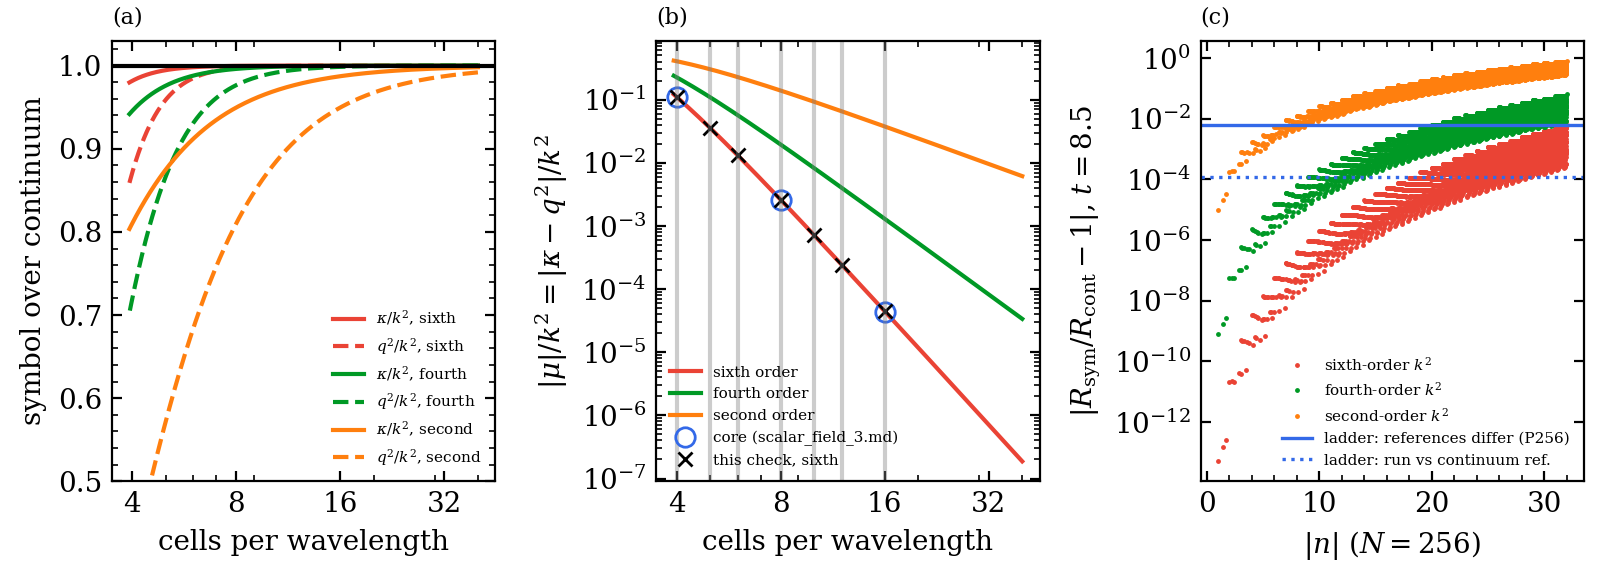 (a)
symbol over continuum
1.0
0.9
0.8
0.7
0.6
0.5
4 8 16 32
cells per wavelength
κ/k², sixth
q²/k², sixth
κ/k², fourth
q²/k², fourth
κ/k², second
q²/k², second
(b)
|μ|/k² = |κ − q²|/k²
10⁻¹
10⁻²
10⁻³
10⁻⁴
10⁻⁵
10⁻⁶
10⁻⁷
4 8 16 32
cells per wavelength
sixth order
fourth order
second order
core (scalar_field_3.md)
this check, sixth
(c)
|R_sym/R_cont − 1|, t = 8.5
10⁰
10⁻²
10⁻⁴
10⁻⁶
10⁻⁸
10⁻¹⁰
10⁻¹²
0 10 20 30
|n| (N = 256)
sixth-order k²
fourth-order k²
second-order k²
ladder: references differ (P256)
ladder: run vs continuum ref.